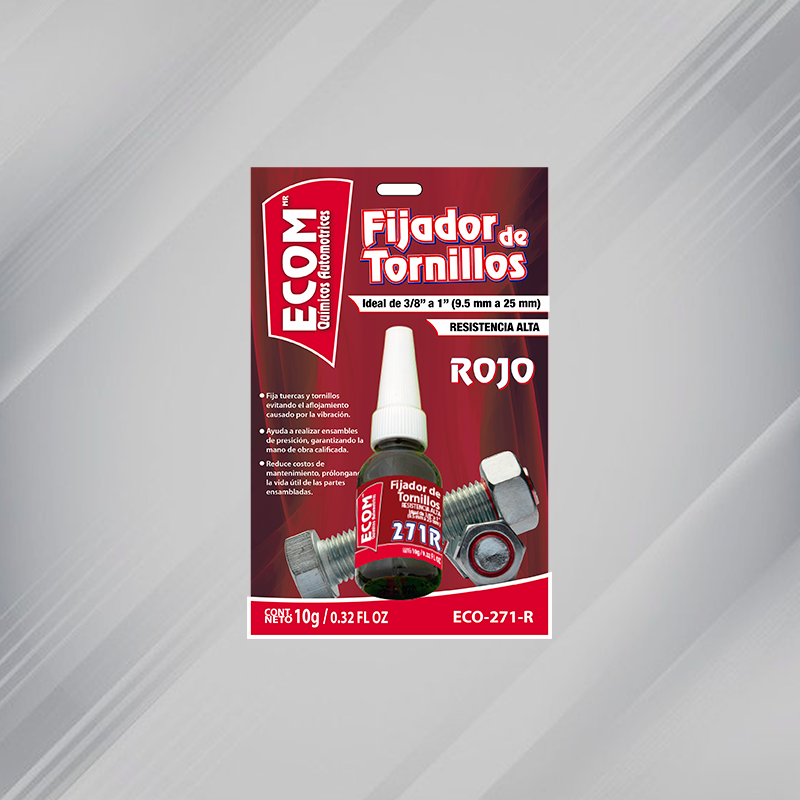 ECOM MR
Químicos Automotrices
Fijador de
Tornillos
Ideal de 3/8" a 1" (9.5 mm a 25 mm)
RESISTENCIA ALTA
ROJO
Fija tuercas y tornillos
evitando el aflojamiento
causado por la vibración.
Ayuda a realizar ensables
de presición, garantizando la
mano de obra calificada.
Reduce costos de
mantenimiento, prólongan
la vida útil de las partes
ensambladas.
ECOM
Fijador de
Tornillos
RESISTENCIA ALTA
271R
CONT.
NETO 10g / 0.32 FL OZ
ECO-271-R